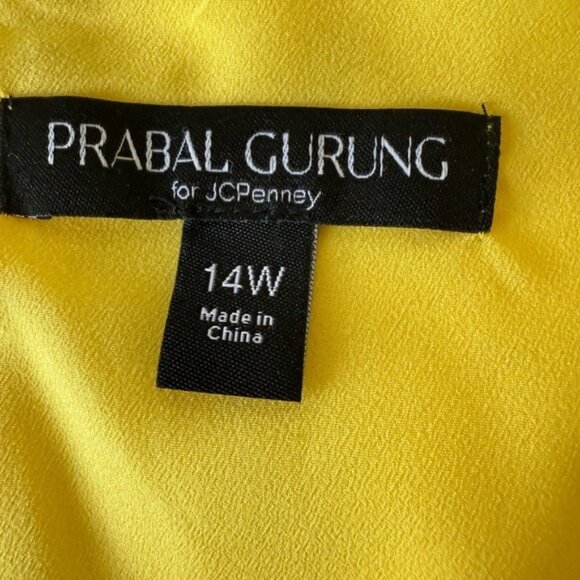 PRABAL GURUNG
for JCPenney
14W
Made in
China